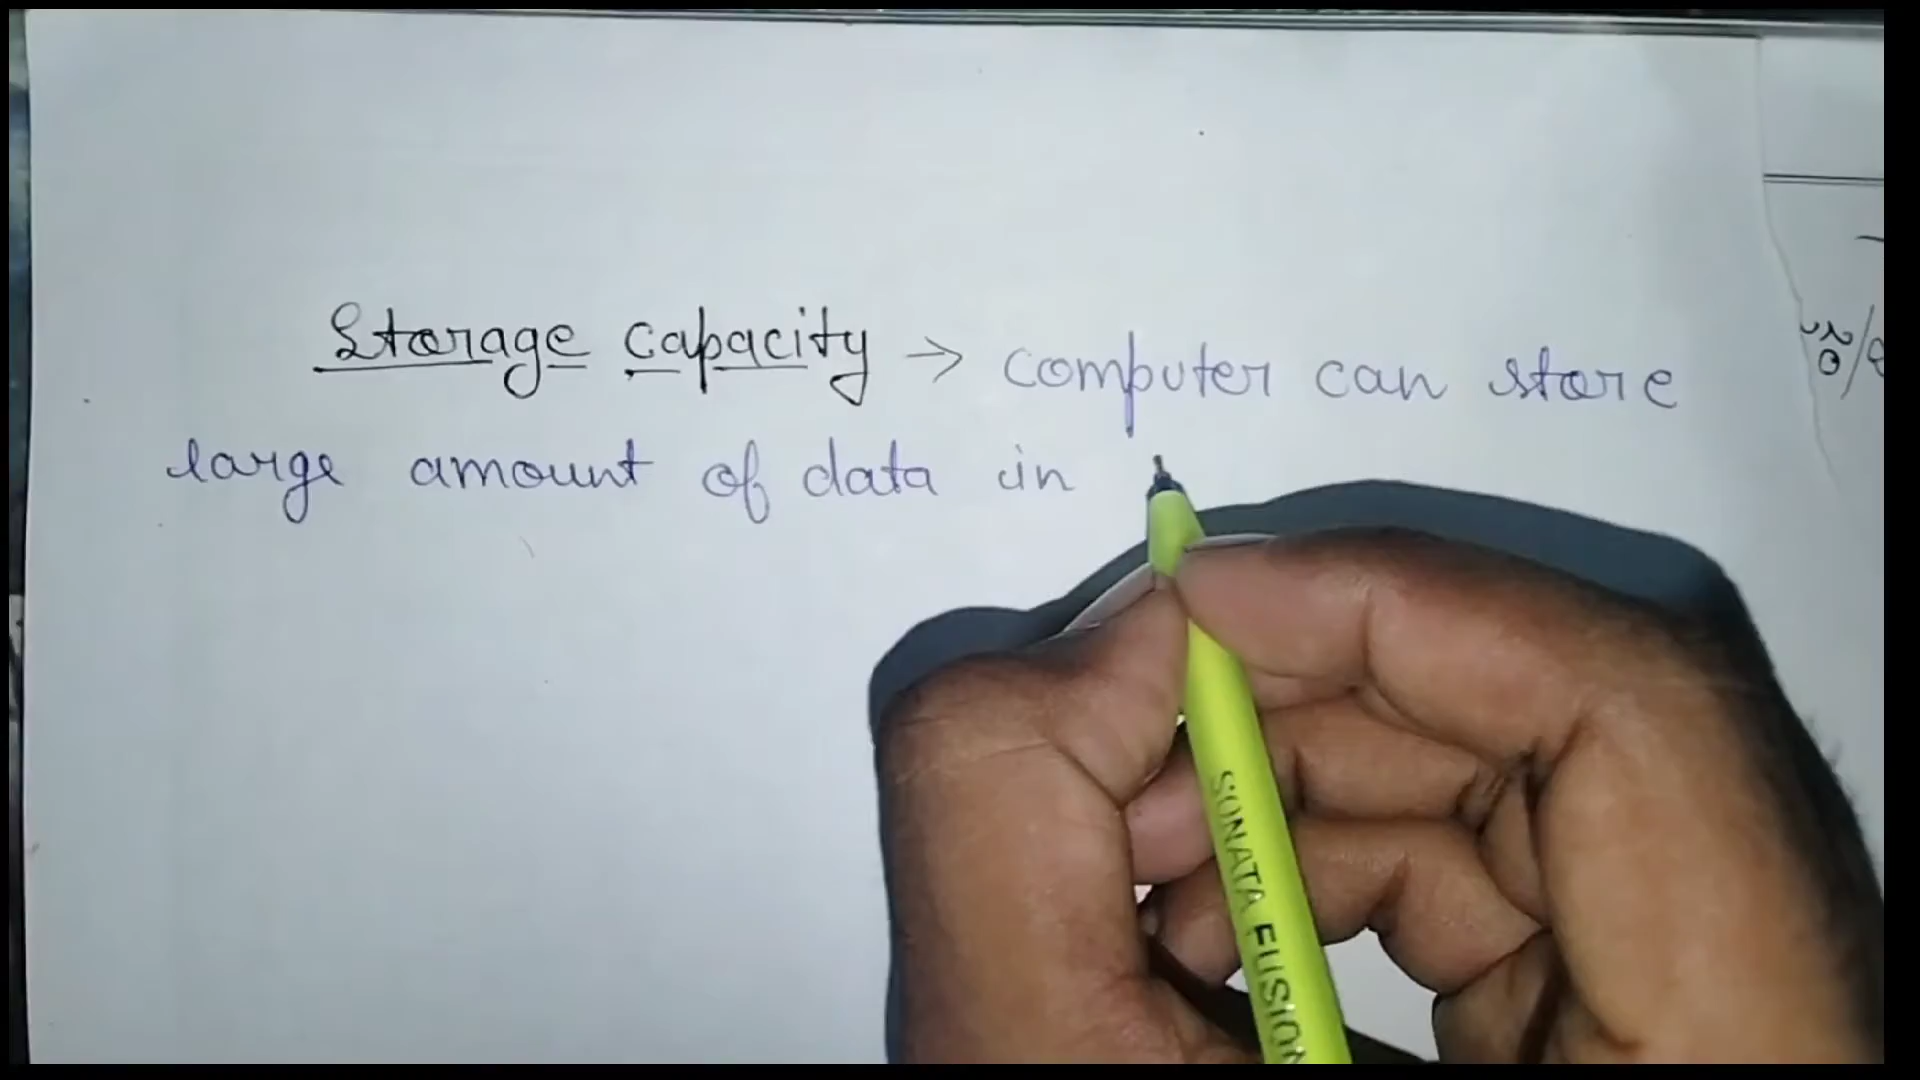 Storage capacity → computer can store
large amount of data in
SONATA FUSION